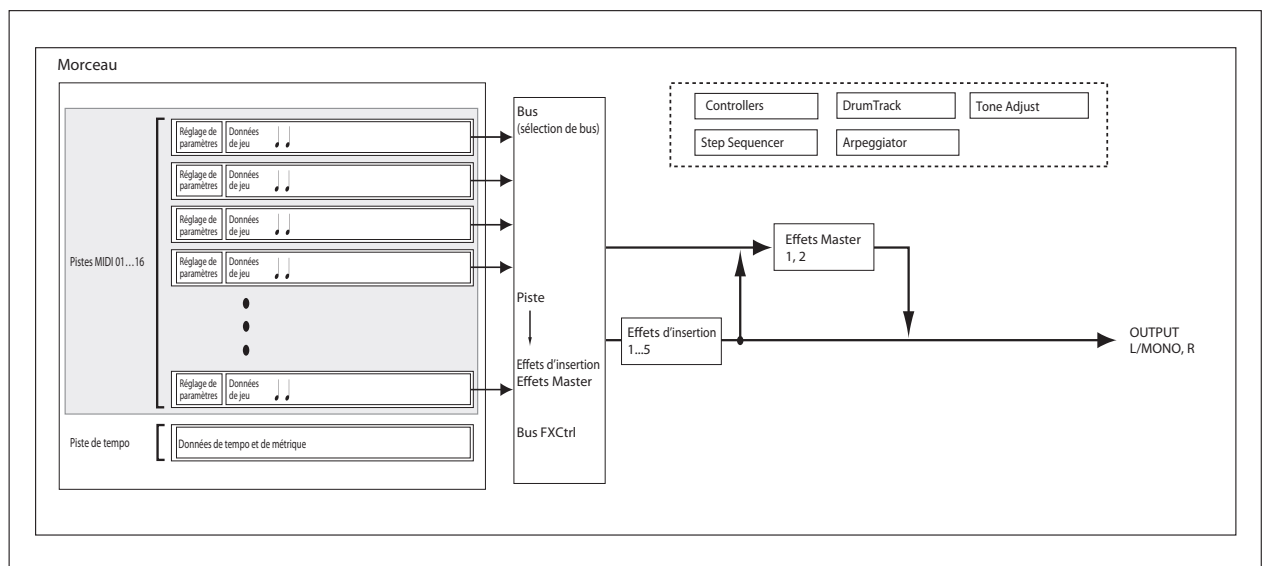 Morceau
Pistes MIDI 01...16
Réglage de
paramètres
Données
de jeu
Réglage de
paramètres
Données
de jeu
Réglage de
paramètres
Données
de jeu
Réglage de
paramètres
Données
de jeu
Réglage de
paramètres
Données
de jeu
Piste de tempo
Données de tempo et de métrique
Bus
(sélection de bus)
Piste
Effets d'insertion
Effets Master
Bus FXCtrl
Controllers
DrumTrack
Tone Adjust
Step Sequencer
Arpeggiator
Effets Master
1, 2
Effets d'insertion
1...5
OUTPUT
L/MONO, R